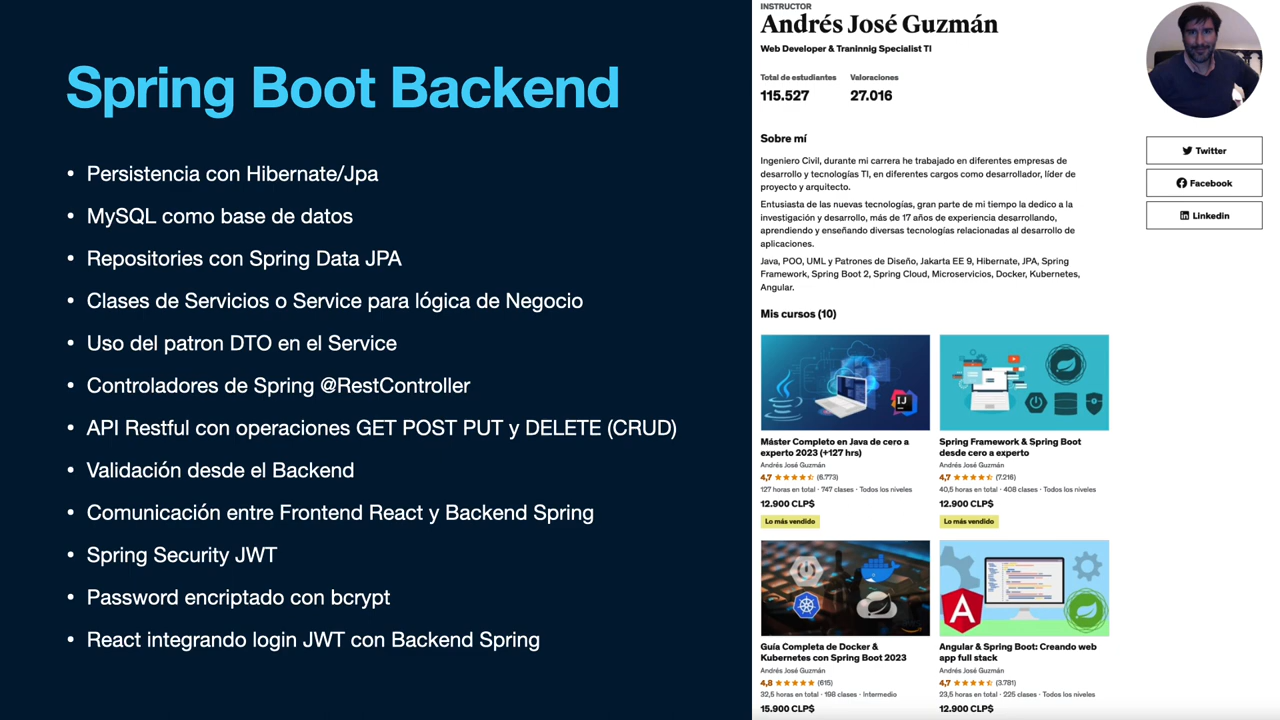 Spring Boot Backend
• Persistencia con Hibernate/Jpa
• MySQL como base de datos
• Repositories con Spring Data JPA
• Clases de Servicios o Service para lógica de Negocio
• Uso del patron DTO en el Service
• Controladores de Spring @RestController
• API Restful con operaciones GET POST PUT y DELETE (CRUD)
• Validación desde el Backend
• Comunicación entre Frontend React y Backend Spring
• Spring Security JWT
• Password encriptado con Bcrypt
• React integrando login JWT con Backend Spring
INSTRUCTOR
Andrés José Guzmán
Web Developer & Traninnig Specialist TI
Total de estudiantes Valoraciones
115.527 27.016
Sobre mí
Ingeniero Civil, durante mi carrera he trabajado en diferentes empresas de
desarrollo y tecnologías TI, en diferentes cargos como desarrollador, líder de
proyecto y arquitecto.
Entusiasta de las nuevas tecnologías, gran parte de mi tiempo la dedico a la
investigación y desarrollo, más de 17 años de experiencia desarrollando,
aprendiendo y enseñando diversas tecnologías relacionadas al desarrollo de
aplicaciones.
Java, POO, UML y Patrones de Diseño, Jakarta EE 9, Hibernate, JPA, Spring
Framework, Spring Boot 2, Spring Cloud, Microservicios, Docker, Kubernetes,
Angular.
Twitter
Facebook
Linkedin
Mis cursos (10)
IJ
Máster Completo en Java de cero a
experto 2023 (+127 hrs)
Andrés José Guzmán
4,7 (6.773)
127 horas en total · 747 clases · Todos los niveles
12.900 CLP$
Lo más vendido
Spring Framework & Spring Boot
desde cero a experto
Andrés José Guzmán
4,7 (7.216)
40,5 horas en total · 408 clases · Todos los niveles
12.900 CLP$
Lo más vendido
Guía Completa de Docker &
Kubernetes con Spring Boot 2023
Andrés José Guzmán
4,8 (615)
32,5 horas en total · 198 clases · Intermedio
15.900 CLP$
A
Angular & Spring Boot: Creando web
app full stack
Andrés José Guzmán
4,7 (3.781)
23,5 horas en total · 225 clases · Todos los niveles
12.900 CLP$